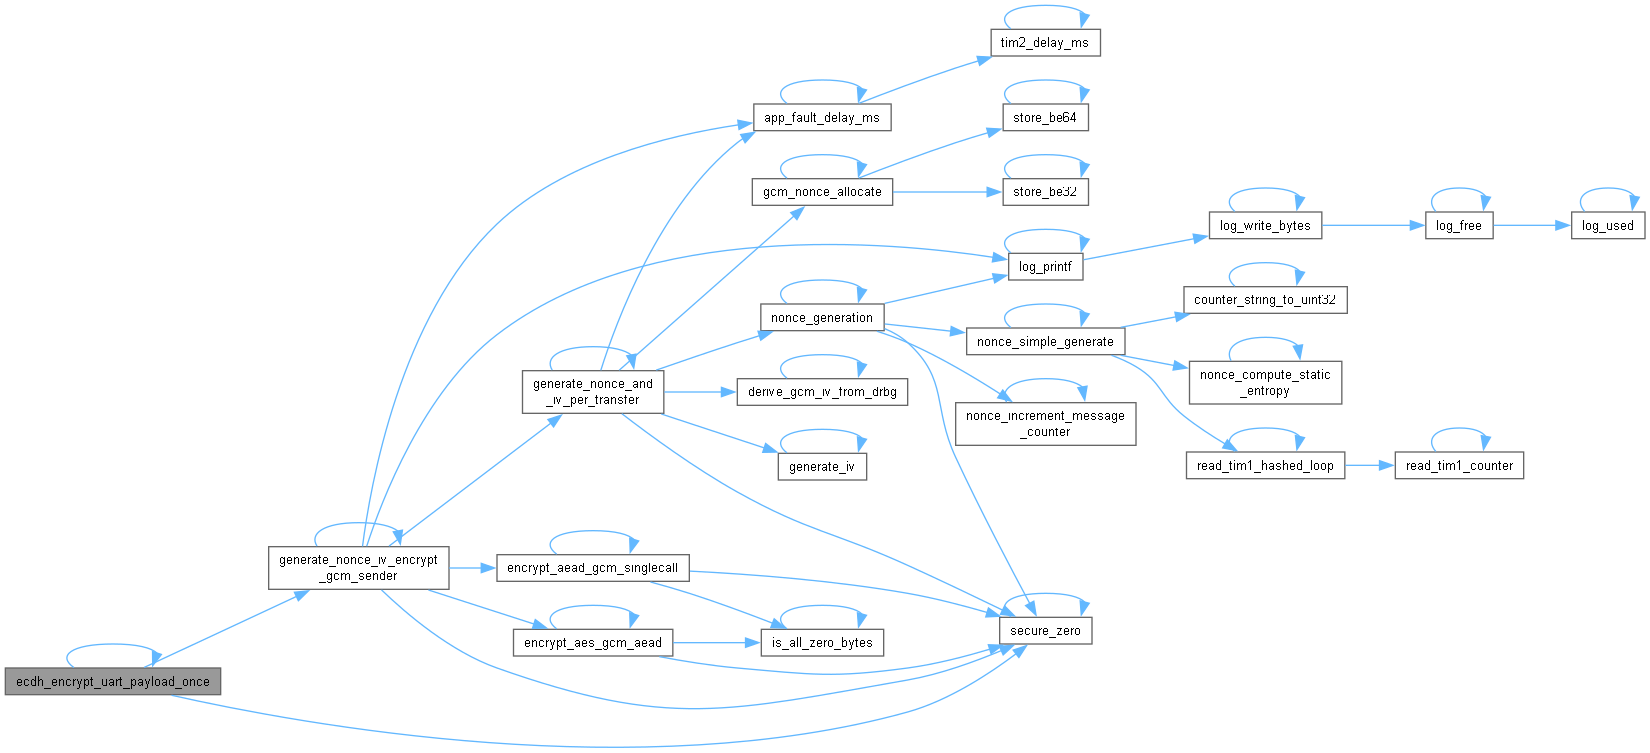 tim2_delay_ms
app_fault_delay_ms
store_be64
gcm_nonce_allocate
store_be32
log_write_bytes
log_free
log_used
log_printf
counter_string_to_uint32
nonce_generation
nonce_simple_generate
generate_nonce_and
_iv_per_transfer
derive_gcm_iv_from_drbg
nonce_compute_static
_entropy
nonce_increment_message
_counter
generate_iv
read_tim1_hashed_loop
read_tim1_counter
generate_nonce_iv_encrypt
_gcm_sender
encrypt_aead_gcm_singlecall
encrypt_aes_gcm_aead
is_all_zero_bytes
secure_zero
ecdh_encrypt_uart_payload_once